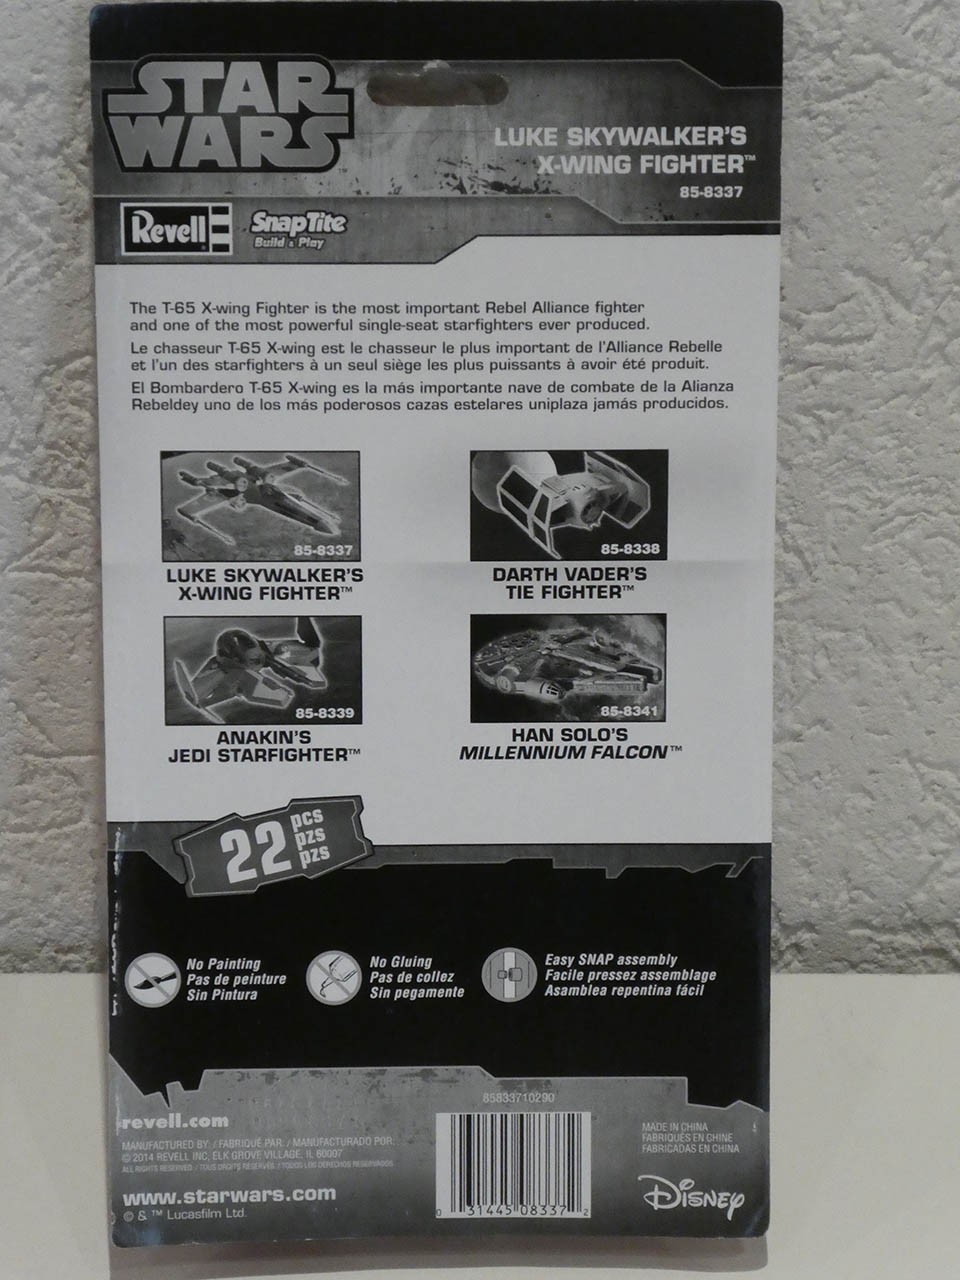 STAR
WARS
LUKE SKYWALKER'S
X-WING FIGHTER™
85-8337
Revell
SnapTite
Build & Play
The T-65 X-wing Fighter is the most important Rebel Alliance fighter
and one of the most powerful single-seat starfighters ever produced.
Le chasseur T-65 X-wing est le chasseur le plus important de l'Alliance Rebelle
et l'un des starfighters à un seul siège les plus puissants à avoir été produit.
El Bombardero T-65 X-wing es la más importante nave de combate de la Alianza
Rebeldey uno de los más poderosos cazas estelares uniplaza jamás producidos.
85-8337
LUKE SKYWALKER'S
X-WING FIGHTER™
85-8338
DARTH VADER'S
TIE FIGHTER™
85-8339
ANAKIN'S
JEDI STARFIGHTER™
85-8341
HAN SOLO'S
MILLENNIUM FALCON™
22 pcs
pzs
pzs
No Painting
Pas de peinture
Sin Pintura
No Gluing
Pas de collez
Sin pegamente
Easy SNAP assembly
Facile pressez assemblage
Asamblea repentina fácil
revell.com
MANUFACTURED BY: / FABRIQUÉ PAR: / MANUFACTURADO POR:
© 2014 REVELL INC, ELK GROVE VILLAGE, IL 60007
ALL RIGHTS RESERVED / TOUS DROITS RÉSERVÉS / TODOS LOS DERECHOS RESERVADOS
www.starwars.com
© & ™ Lucasfilm Ltd.
85833710290
0 31445 08337 2
MADE IN CHINA
FABRIQUÉS EN CHINE
FABRICADAS EN CHINA
Disney